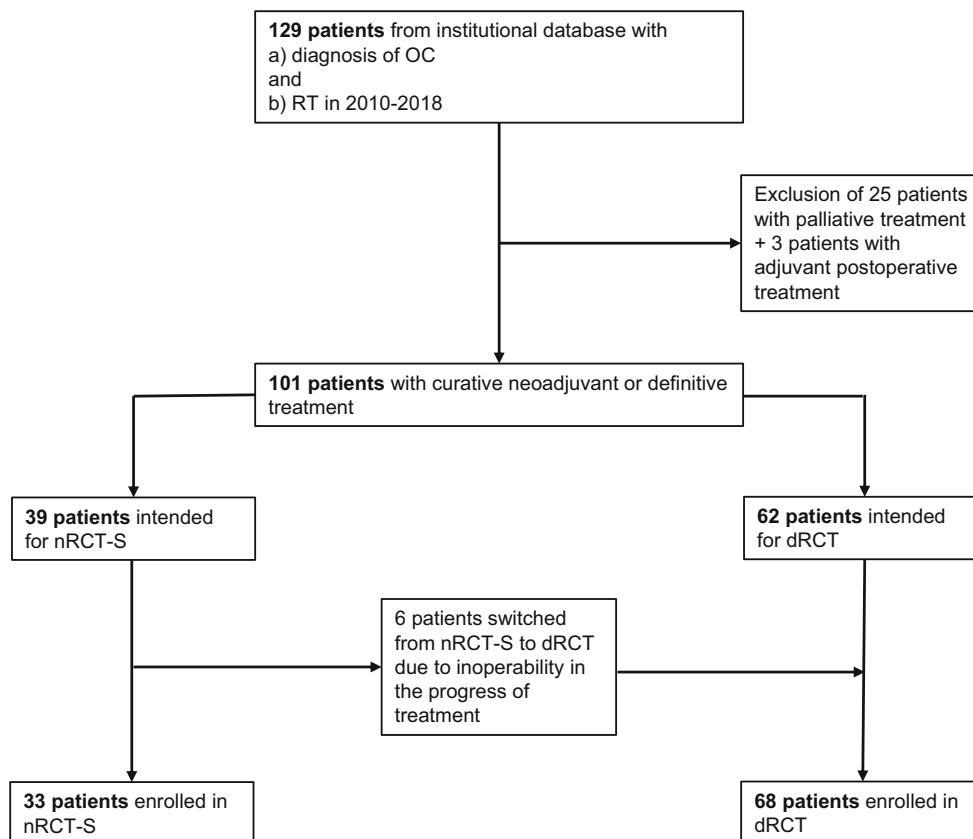 129 patients from institutional database with
a) diagnosis of OC
and
b) RT in 2010-2018
Exclusion of 25 patients
with palliative treatment
+ 3 patients with
adjuvant postoperative
treatment
101 patients with curative neoadjuvant or definitive
treatment
39 patients intended
for nRCT-S
62 patients intended
for dRCT
6 patients switched
from nRCT-S to dRCT
due to inoperability in
the progress of
treatment
33 patients enrolled in
nRCT-S
68 patients enrolled in
dRCT